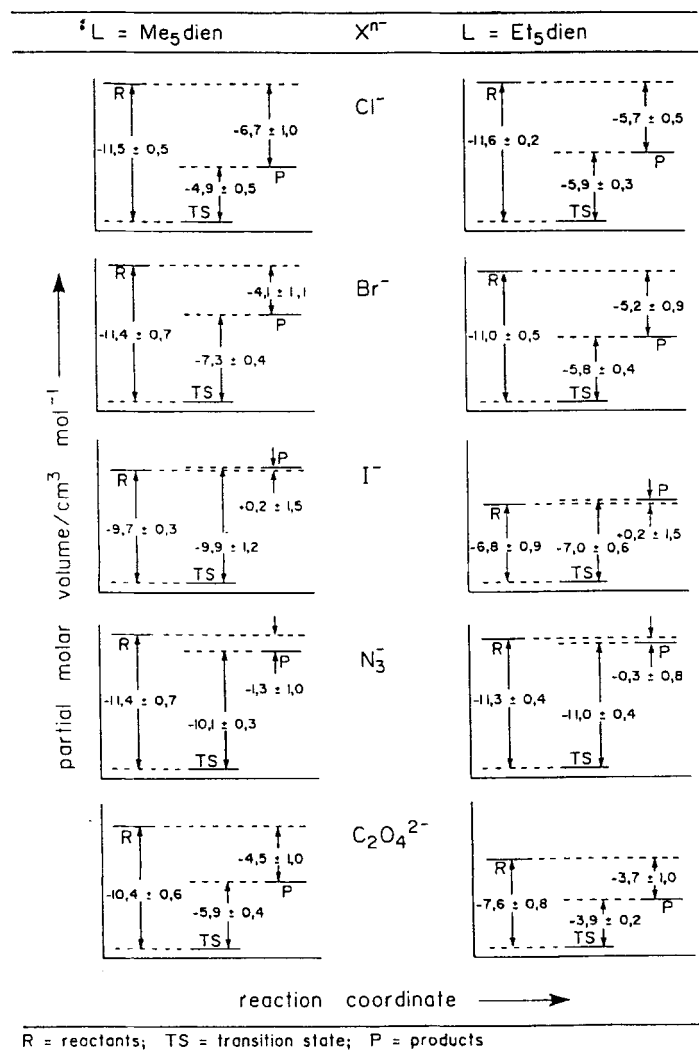 L = Me5dien Xⁿ⁻ L = Et5dien
R
-11,5 ± 0,5
-6,7 ± 1,0
P
-4,9 ± 0,5
TS
Cl⁻
R
-11,6 ± 0,2
-5,7 ± 0,5
P
-5,9 ± 0,3
TS
R
-11,4 ± 0,7
-4,1 ± 1,1
P
-7,3 ± 0,4
TS
Br⁻
R
-11,0 ± 0,5
-5,2 ± 0,9
P
-5,8 ± 0,4
TS
R
-9,7 ± 0,3
P
+0,2 ± 1,5
-9,9 ± 1,2
TS
I⁻
R
-6,8 ± 0,9
P
+0,2 ± 1,5
-7,0 ± 0,6
TS
R
-11,4 ± 0,7
P
-1,3 ± 1,0
-10,1 ± 0,3
TS
N3⁻
R
-11,3 ± 0,4
P
-0,3 ± 0,8
-11,0 ± 0,4
TS
R
-10,4 ± 0,6
-4,5 ± 1,0
P
-5,9 ± 0,4
TS
C2O4²⁻
R
-7,6 ± 0,8
-3,7 ± 1,0
P
-3,9 ± 0,2
TS
partial molar volume/cm³ mol⁻¹
reaction coordinate
R = reactants; TS = transition state; P = products